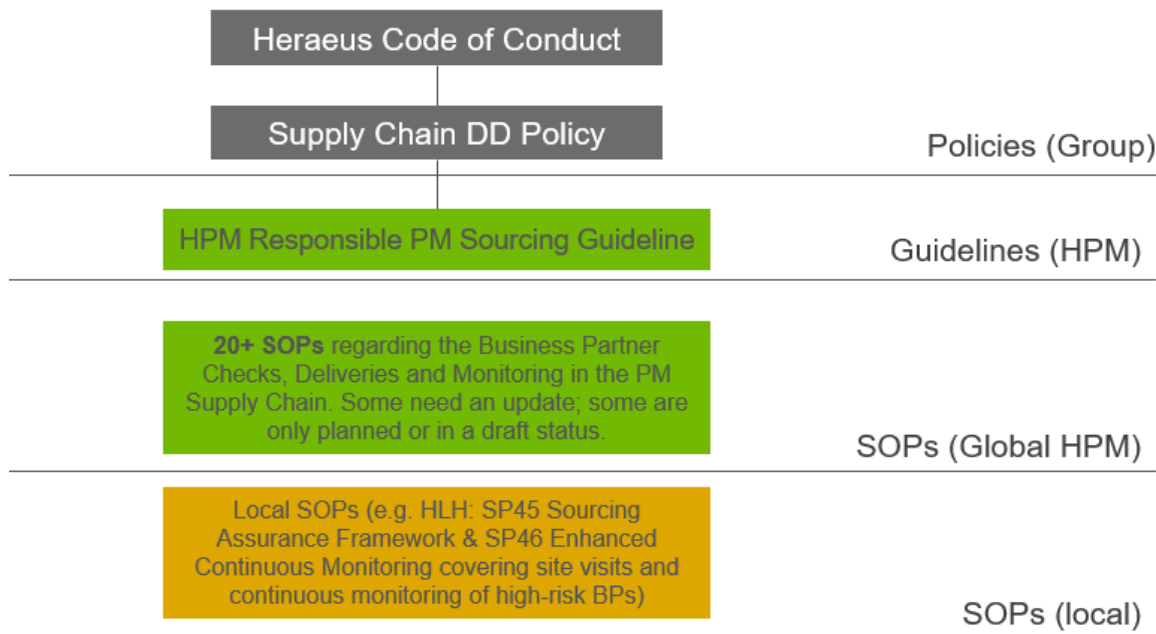 Heraeus Code of Conduct
Supply Chain DD Policy
Policies (Group)
HPM Responsible PM Sourcing Guideline
Guidelines (HPM)
20+ SOPs regarding the Business Partner
Checks, Deliveries and Monitoring in the PM
Supply Chain. Some need an update; some are
only planned or in a draft status.
SOPs (Global HPM)
Local SOPs (e.g. HLH: SP45 Sourcing
Assurance Framework & SP46 Enhanced
Continuous Monitoring covering site visits and
continuous monitoring of high-risk BPs)
SOPs (local)